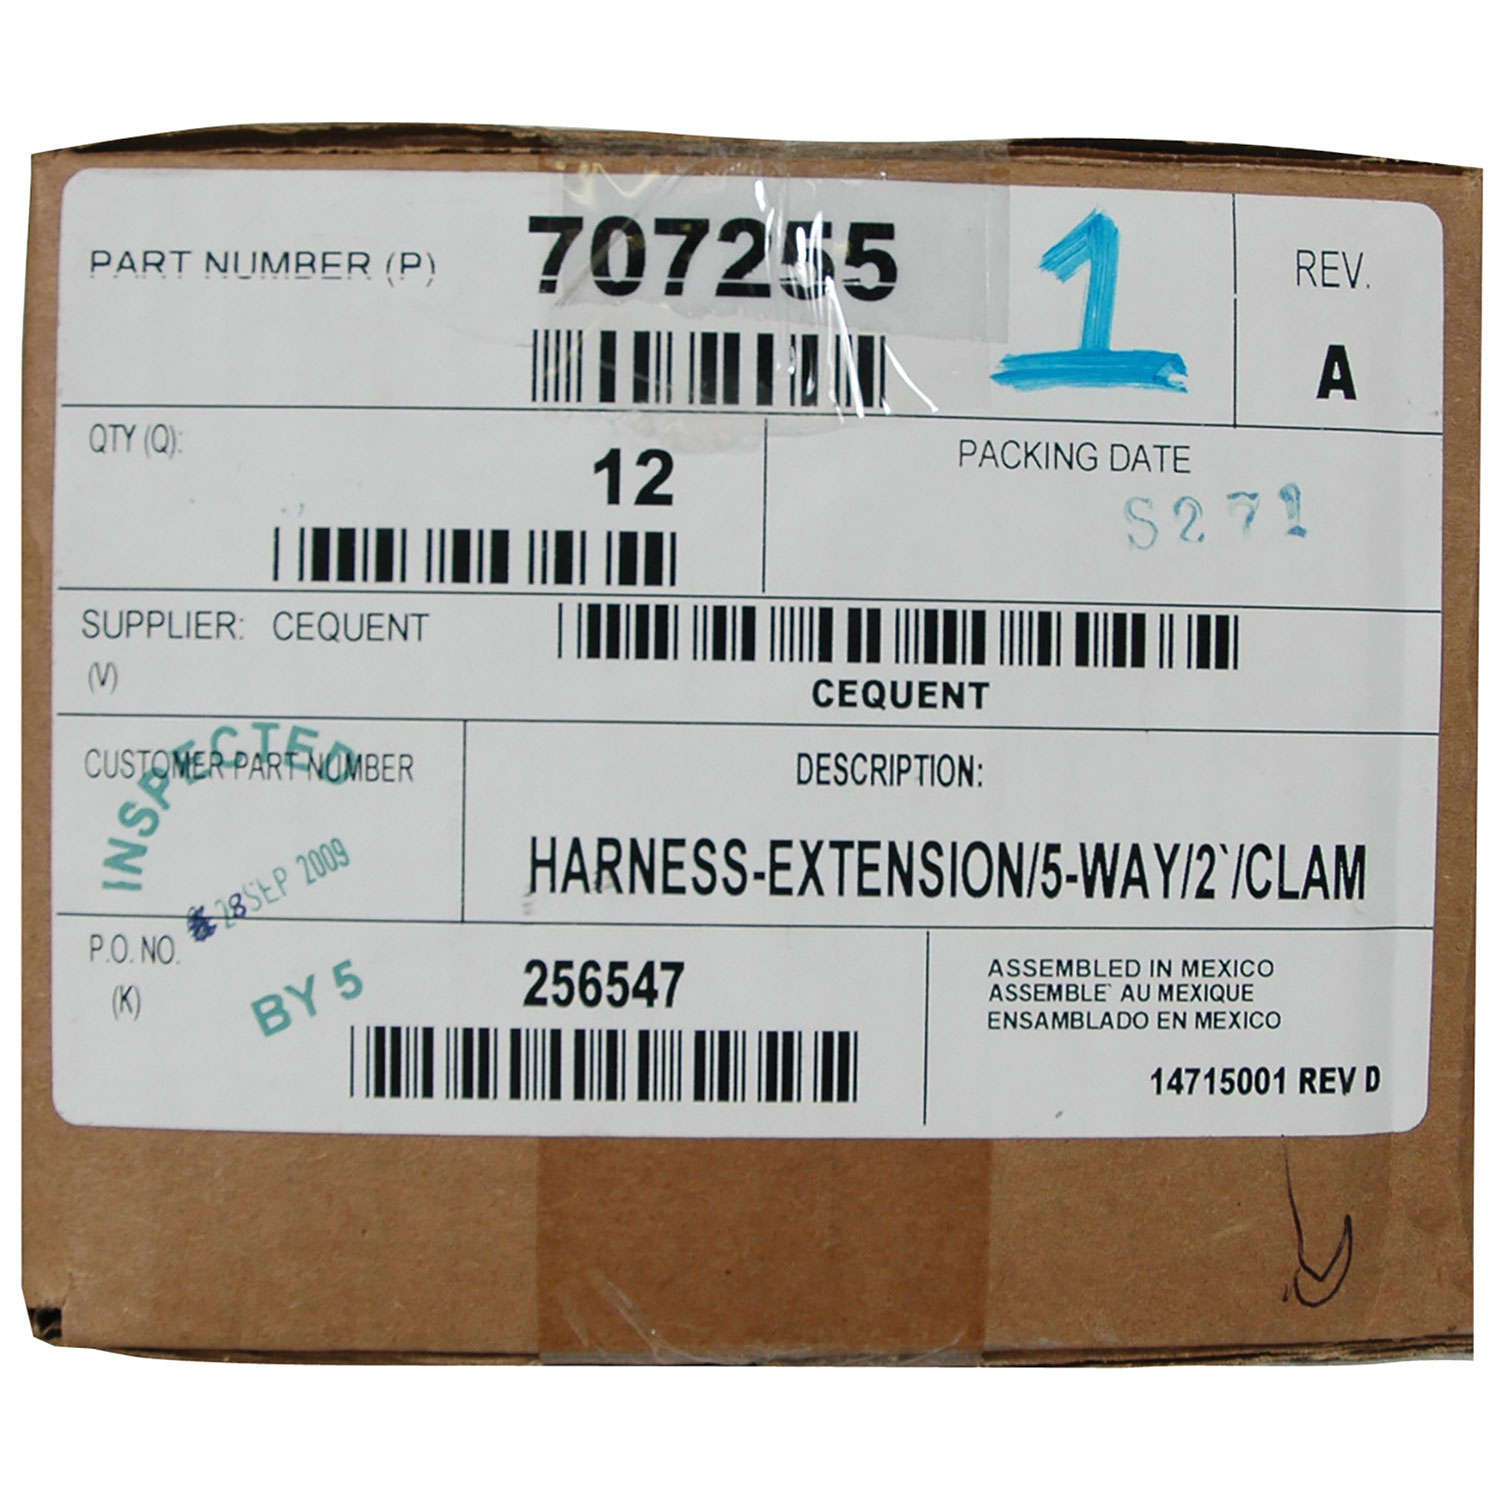 PART NUMBER (P)
707255
1
REV.
A
QTY (Q):
12
PACKING DATE
S271
SUPPLIER: CEQUENT
(V)
CEQUENT
CUSTOMER PART NUMBER
INSPECTED
28 SEP 2009
BY 5
DESCRIPTION:
HARNESS-EXTENSION/5-WAY/2`/CLAM
P.O. NO.
(K)
256547
ASSEMBLED IN MEXICO
ASSEMBLE` AU MEXIQUE
ENSAMBLADO EN MEXICO
14715001 REV D